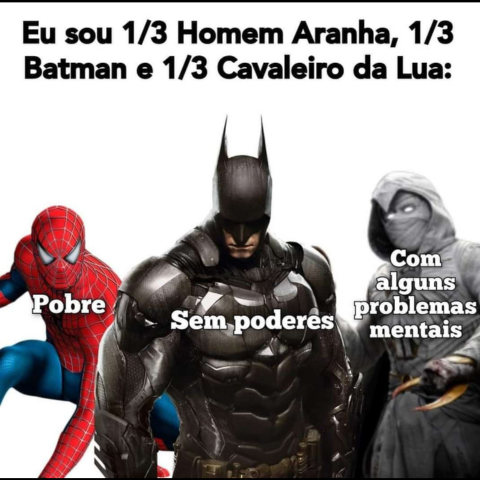 Eu sou 1/3 Homem Aranha, 1/3
Batman e 1/3 Cavaleiro da Lua:
Pobre
Sem poderes
Com
alguns
problemas
mentais